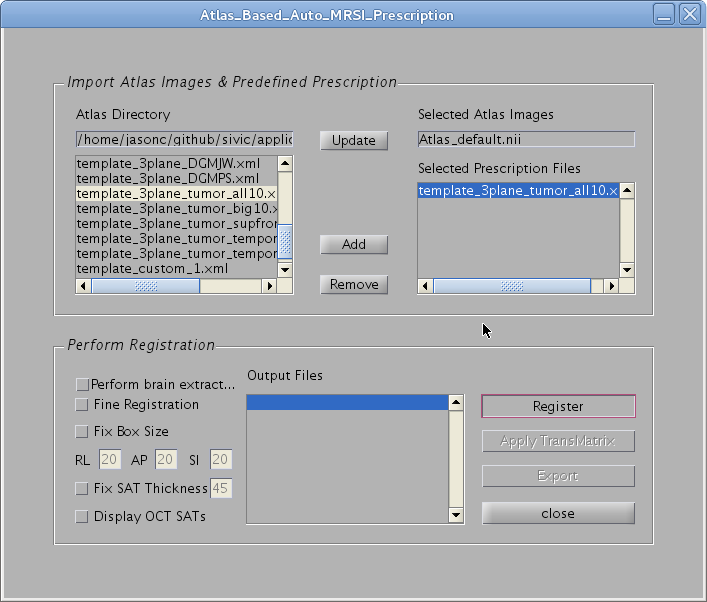 Atlas_Based_Auto_MRSI_Prescription
Import Atlas Images & Predefined Prescription
Atlas Directory
/home/jasonc/github/sivic/applic
Update
Selected Atlas Images
Atlas_default.nii
template_3plane_DGMJW.xml
template_3plane_DGMPS.xml
template_3plane_tumor_all10.x
template_3plane_tumor_big10.x
template_3plane_tumor_supfror
template_3plane_tumor_tempor
template_3plane_tumor_tempor
template_custom_1.xml
Add
Remove
Selected Prescription Files
template_3plane_tumor_all10.x
Perform Registration
Perform brain extract...
Fine Registration
Fix Box Size
RL 20 AP 20 SI 20
Fix SAT Thickness 45
Display OCT SATs
Output Files
Register
Apply TransMatrix
Export
close